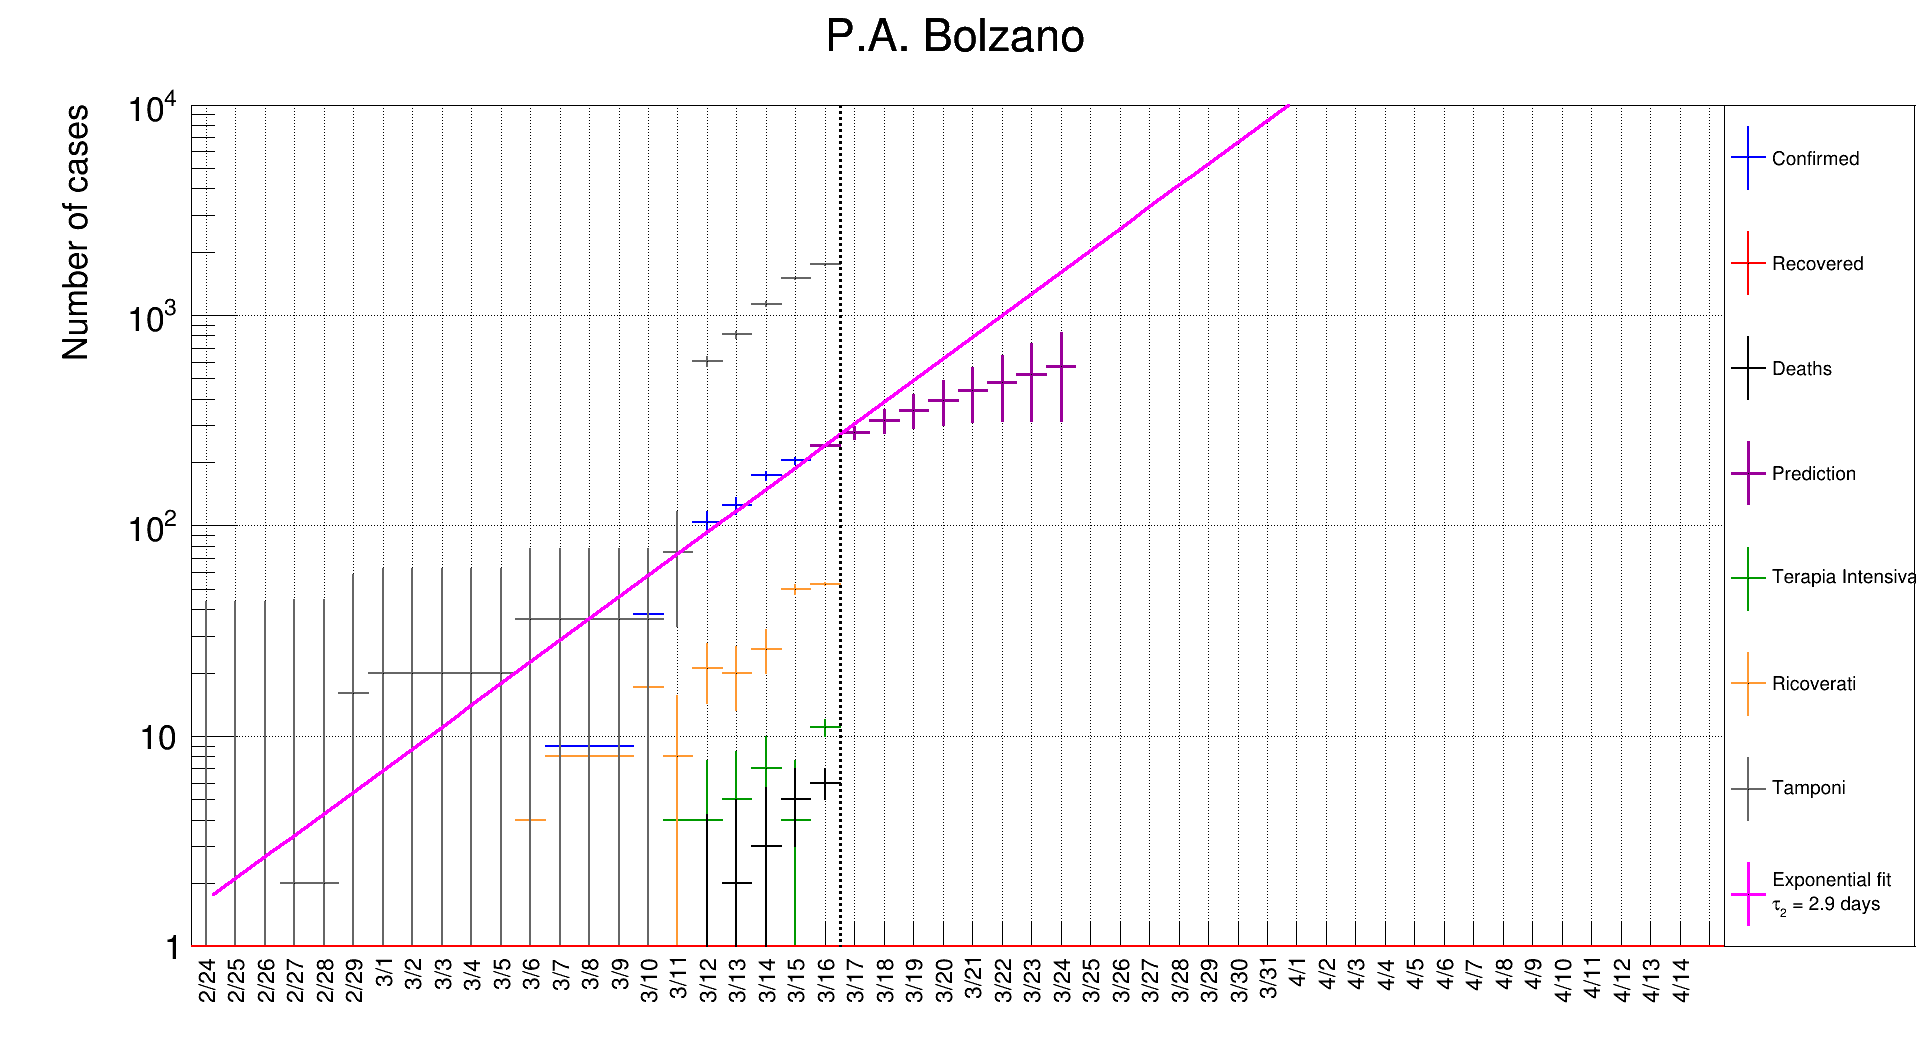 P.A. Bolzano
Number of cases
10⁴
10³
10²
10
1
2/24 2/25 2/26 2/27 2/28 2/29 3/1 3/2 3/3 3/4 3/5 3/6 3/7 3/8 3/9 3/10 3/11 3/12 3/13 3/14 3/15 3/16 3/17 3/18 3/19 3/20 3/21 3/22 3/23 3/24 3/25 3/26 3/27 3/28 3/29 3/30 3/31 4/1 4/2 4/3 4/4 4/5 4/6 4/7 4/8 4/9 4/10 4/11 4/12 4/13 4/14
Confirmed
Recovered
Deaths
Prediction
Terapia Intensiva
Ricoverati
Tamponi
Exponential fit
τ₂ = 2.9 days